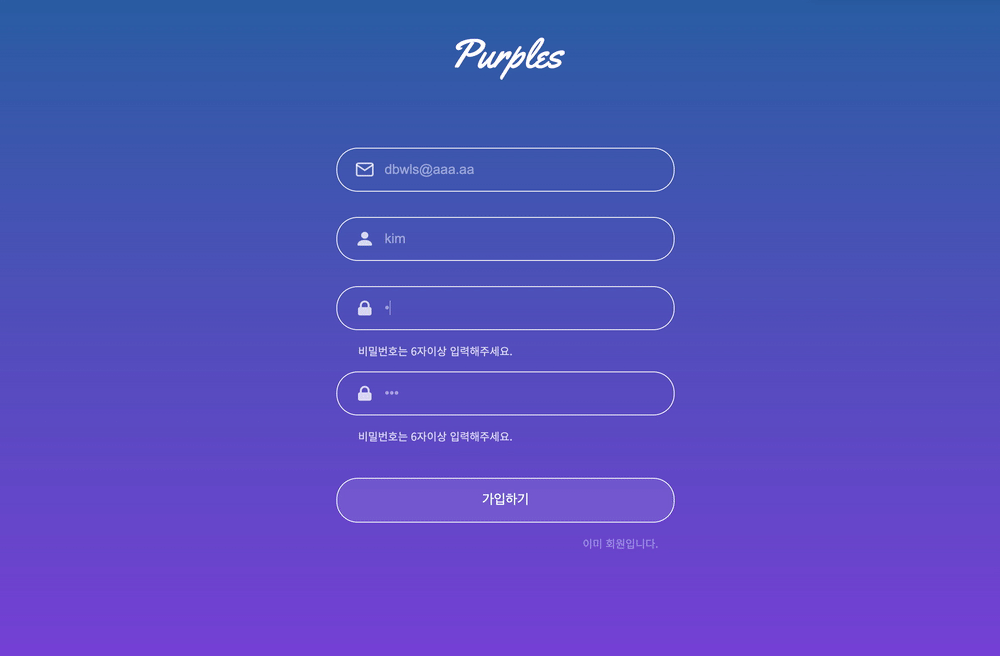 Purples
dbwls@aaa.aa
kim
•
비밀번호는 6자이상 입력해주세요.
•••
비밀번호는 6자이상 입력해주세요.
가입하기
이미 회원입니다.